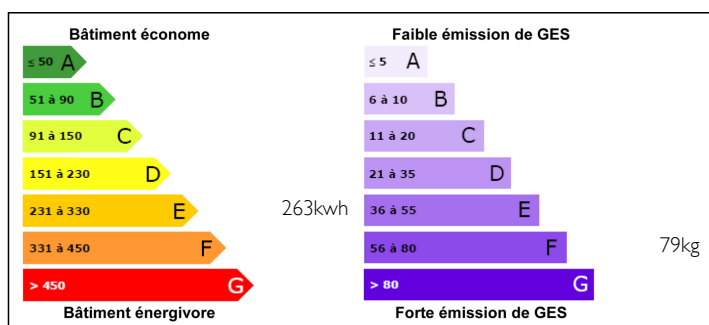 Bâtiment économe
≤ 50 A
51 à 90 B
91 à 150 C
151 à 230 D
231 à 330 E
263kwh
331 à 450 F
> 450 G
Bâtiment énergivore
Faible émission de GES
≤ 5 A
6 à 10 B
11 à 20 C
21 à 35 D
36 à 55 E
56 à 80 F
79kg
> 80 G
Forte émission de GES